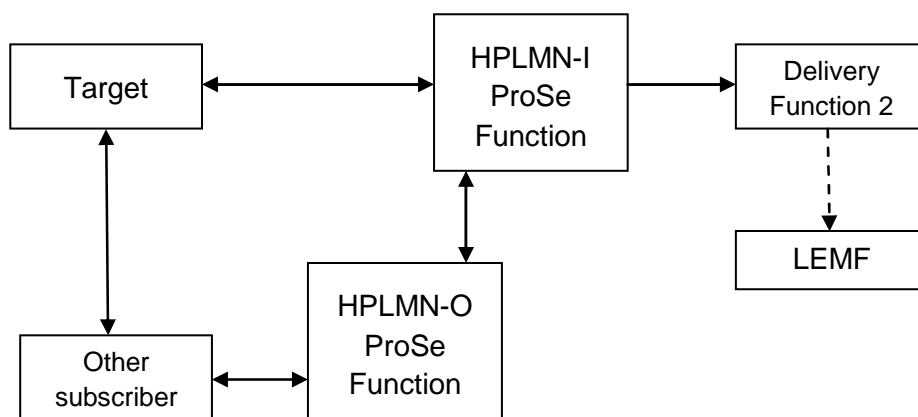 Target
HPLMN-I
ProSe
Function
Delivery
Function 2
LEMF
HPLMN-O
ProSe
Function
Other
subscriber